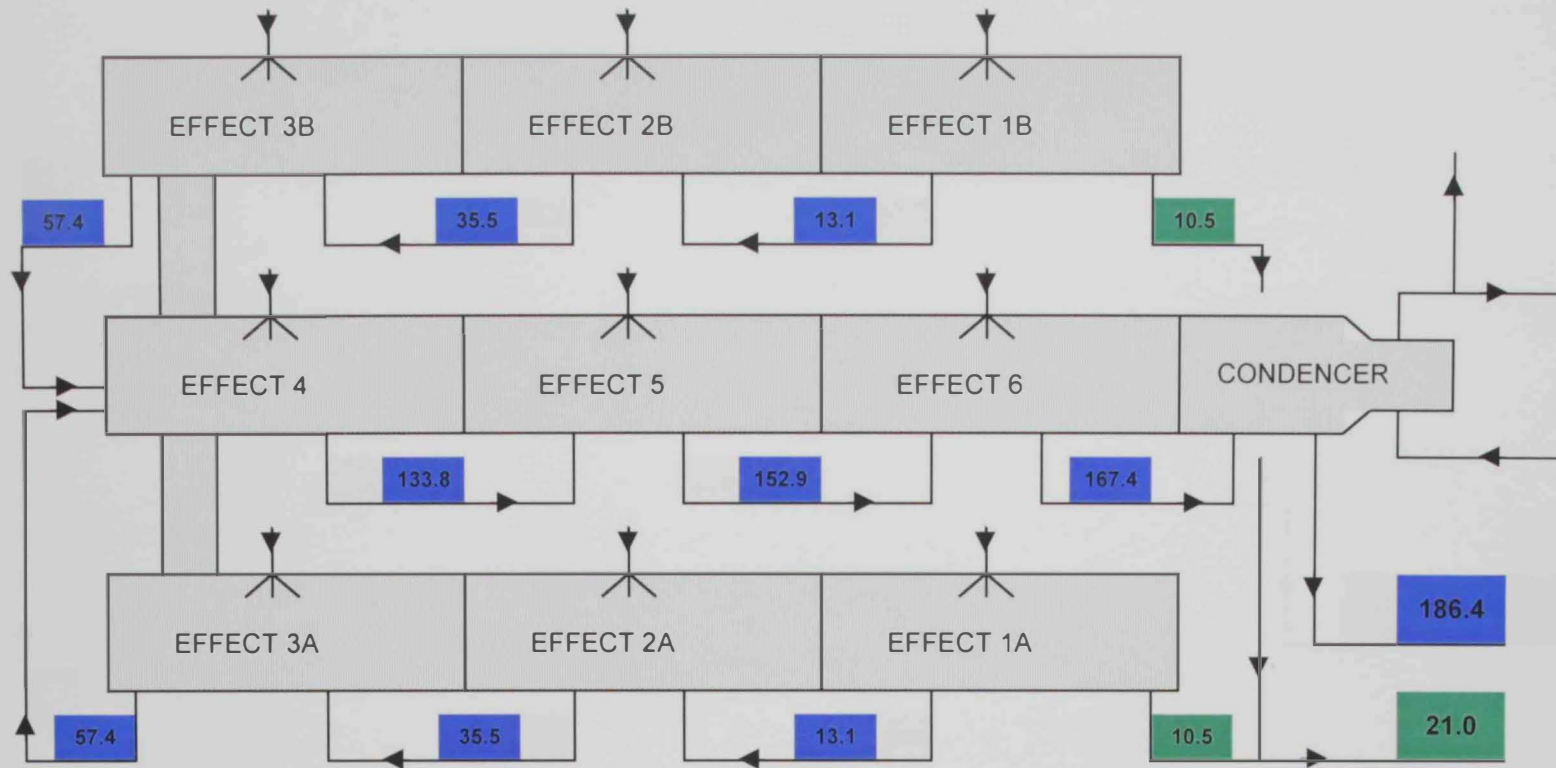 EFFECT 3B
EFFECT 2B
EFFECT 1B
57.4
35.5
13.1
10.5
EFFECT 4
EFFECT 5
EFFECT 6
CONDENCER
133.8
152.9
167.4
EFFECT 3A
EFFECT 2A
EFFECT 1A
186.4
57.4
35.5
13.1
10.5
21.0